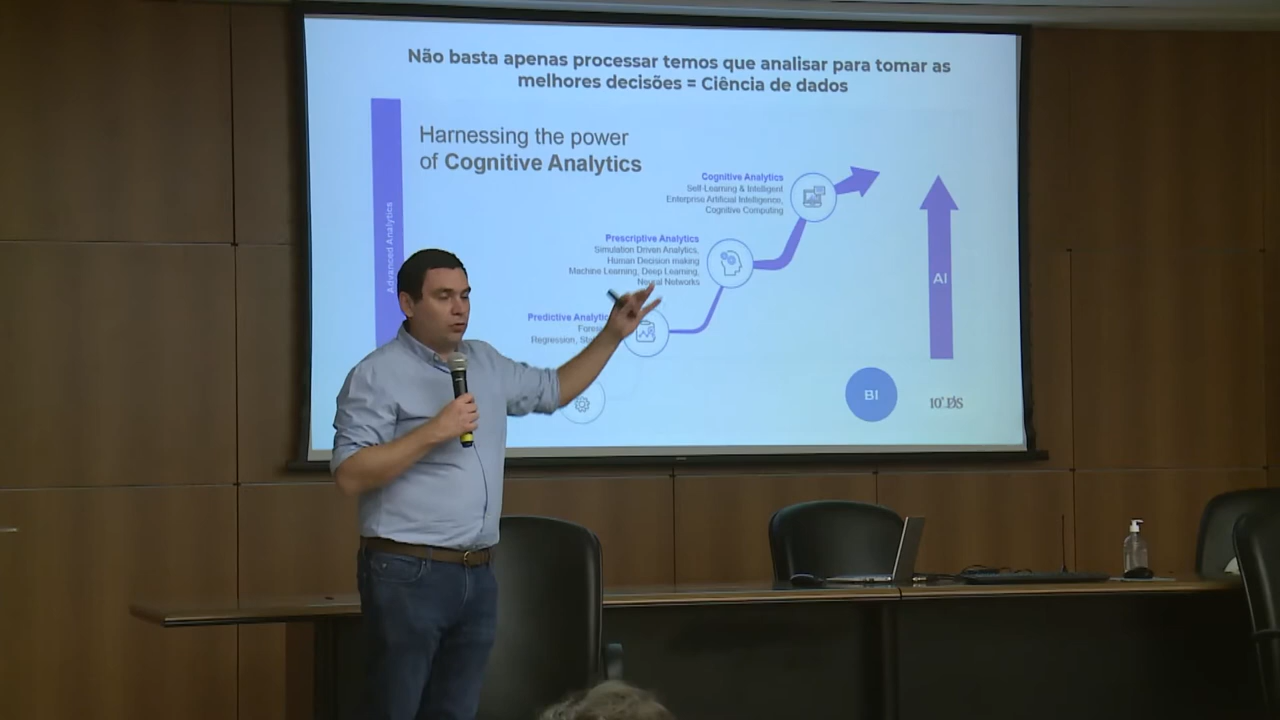 Não basta apenas processar temos que analisar para tomar as
melhores decisões = Ciência de dados
Harnessing the power
of Cognitive Analytics
Advanced Analytics
Cognitive Analytics
Self-Learning & Intelligent
Enterprise Artificial Intelligence,
Cognitive Computing
Prescriptive Analytics
Simulation Driven Analytics,
Human Decision making
Machine Learning, Deep Learning,
Neural Networks
Predictive
Regression,
AI
BI